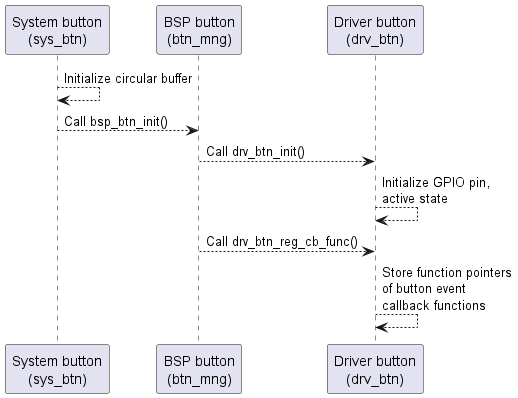 System button
(sys_btn)
BSP button
(btn_mng)
Driver button
(drv_btn)
Initialize circular buffer
Call bsp_btn_init()
Call drv_btn_init()
Initialize GPIO pin,
active state
Call drv_btn_reg_cb_func()
Store function pointers
of button event
callback functions
System button
(sys_btn)
BSP button
(btn_mng)
Driver button
(drv_btn)